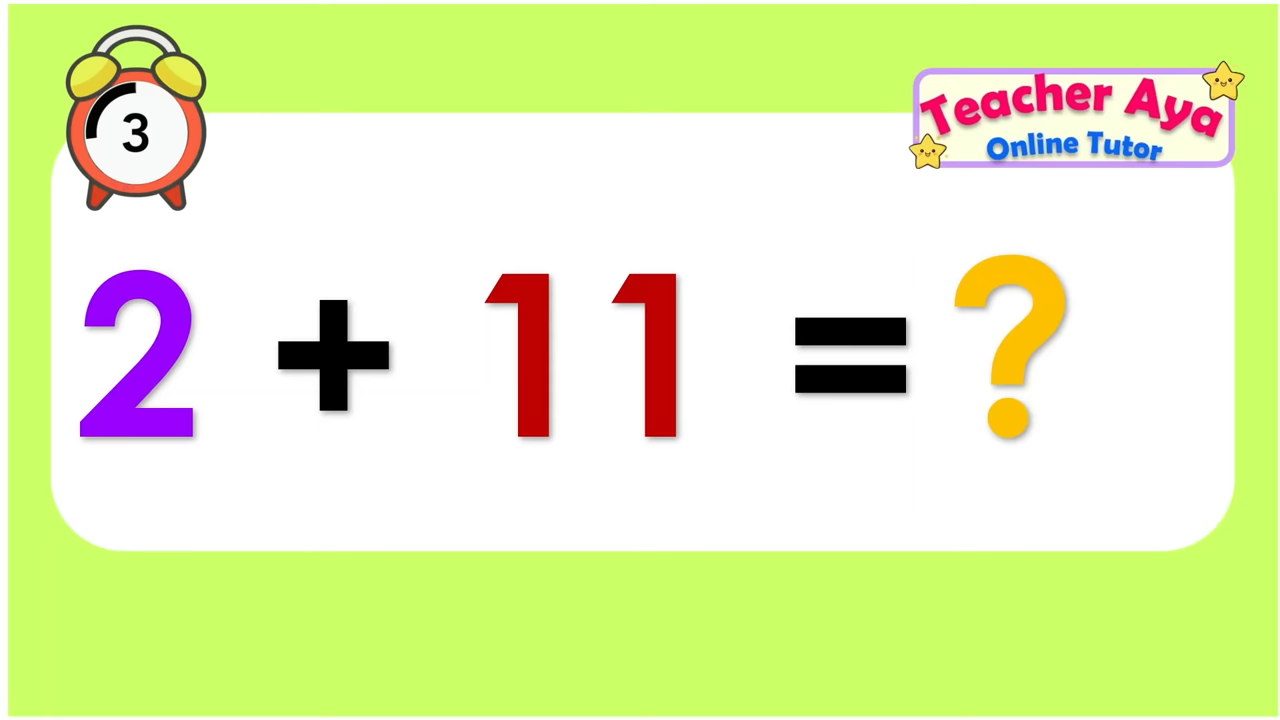 3
Teacher Aya
Online Tutor
2 + 11 = ?